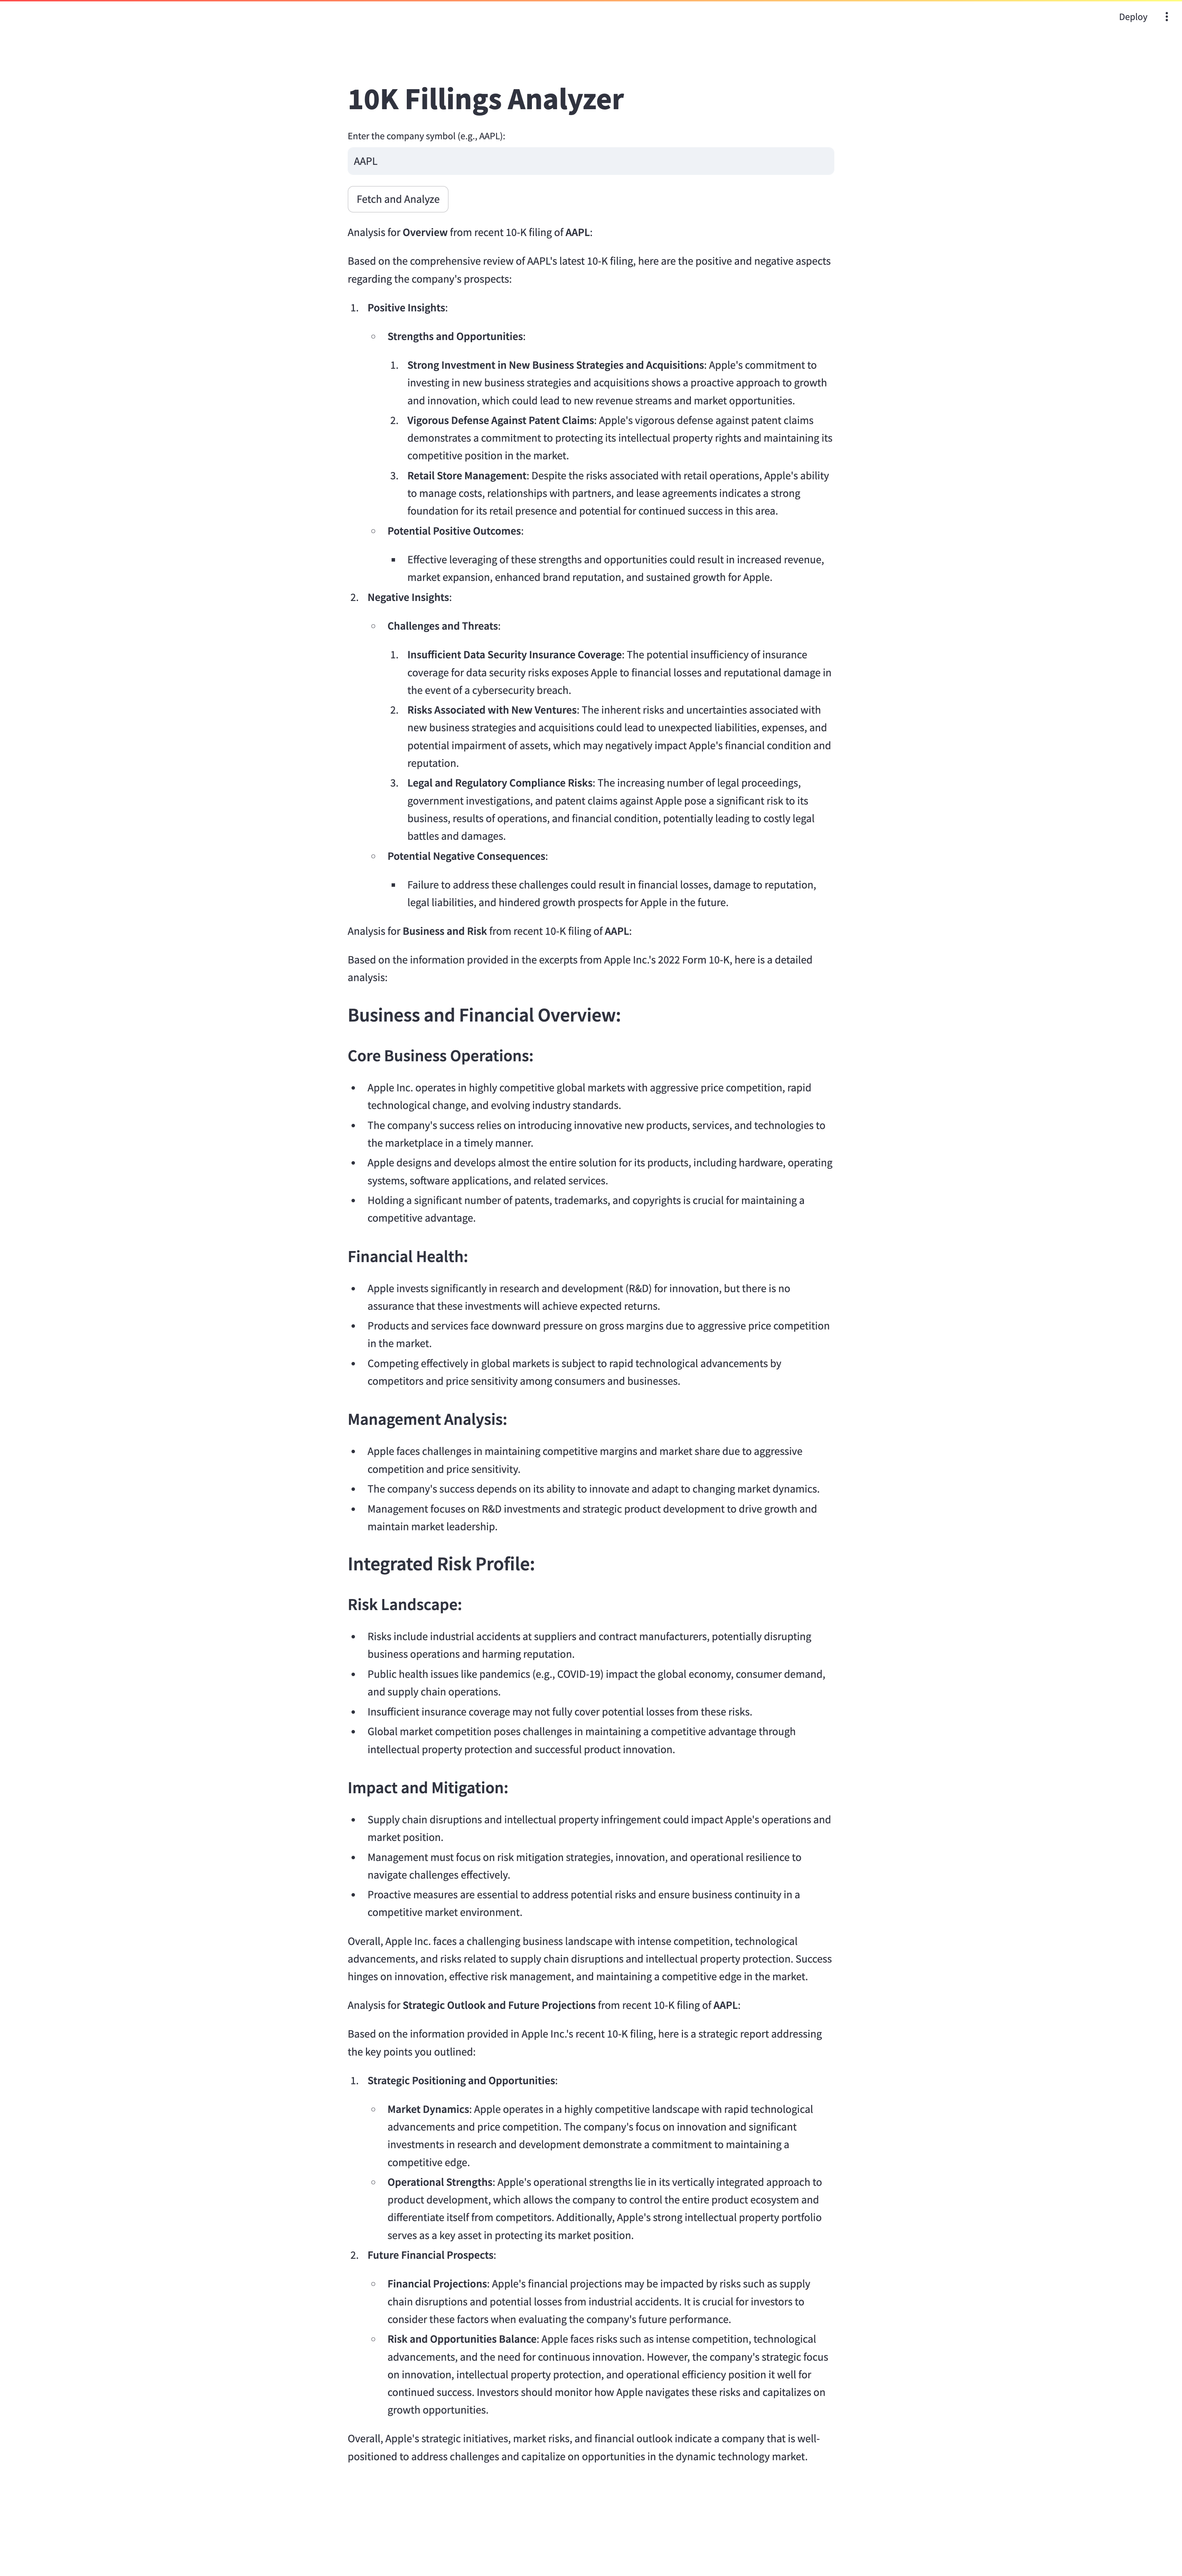 Deploy
10K Fillings Analyzer
Enter the company symbol (e.g., AAPL):
AAPL
Fetch and Analyze
Analysis for Overview from recent 10-K filing of AAPL:
Based on the comprehensive review of AAPL's latest 10-K filing, here are the positive and negative aspects
regarding the company's prospects:
1. Positive Insights:
Strengths and Opportunities:
1. Strong Investment in New Business Strategies and Acquisitions: Apple's commitment to
investing in new business strategies and acquisitions shows a proactive approach to growth
and innovation, which could lead to new revenue streams and market opportunities.
2. Vigorous Defense Against Patent Claims: Apple's vigorous defense against patent claims
demonstrates a commitment to protecting its intellectual property rights and maintaining its
competitive position in the market.
3. Retail Store Management: Despite the risks associated with retail operations, Apple's ability
to manage costs, relationships with partners, and lease agreements indicates a strong
foundation for its retail presence and potential for continued success in this area.
Potential Positive Outcomes:
Effective leveraging of these strengths and opportunities could result in increased revenue,
market expansion, enhanced brand reputation, and sustained growth for Apple.
2. Negative Insights:
Challenges and Threats:
1. Insufficient Data Security Insurance Coverage: The potential insufficiency of insurance
coverage for data security risks exposes Apple to financial losses and reputational damage in
the event of a cybersecurity breach.
2. Risks Associated with New Ventures: The inherent risks and uncertainties associated with
new business strategies and acquisitions could lead to unexpected liabilities, expenses, and
potential impairment of assets, which may negatively impact Apple's financial condition and
reputation.
3. Legal and Regulatory Compliance Risks: The increasing number of legal proceedings,
government investigations, and patent claims against Apple pose a significant risk to its
business, results of operations, and financial condition, potentially leading to costly legal
battles and damages.
Potential Negative Consequences:
Failure to address these challenges could result in financial losses, damage to reputation,
legal liabilities, and hindered growth prospects for Apple in the future.
Analysis for Business and Risk from recent 10-K filing of AAPL:
Based on the information provided in the excerpts from Apple Inc.'s 2022 Form 10-K, here is a detailed
analysis:
Business and Financial Overview:
Core Business Operations:
Apple Inc. operates in highly competitive global markets with aggressive price competition, rapid
technological change, and evolving industry standards.
The company's success relies on introducing innovative new products, services, and technologies to
the marketplace in a timely manner.
Apple designs and develops almost the entire solution for its products, including hardware, operating
systems, software applications, and related services.
Holding a significant number of patents, trademarks, and copyrights is crucial for maintaining a
competitive advantage.
Financial Health:
Apple invests significantly in research and development (R&D) for innovation, but there is no
assurance that these investments will achieve expected returns.
Products and services face downward pressure on gross margins due to aggressive price competition
in the market.
Competing effectively in global markets is subject to rapid technological advancements by
competitors and price sensitivity among consumers and businesses.
Management Analysis:
Apple faces challenges in maintaining competitive margins and market share due to aggressive
competition and price sensitivity.
The company's success depends on its ability to innovate and adapt to changing market dynamics.
Management focuses on R&D investments and strategic product development to drive growth and
maintain market leadership.
Integrated Risk Profile:
Risk Landscape:
Risks include industrial accidents at suppliers and contract manufacturers, potentially disrupting
business operations and harming reputation.
Public health issues like pandemics (e.g., COVID-19) impact the global economy, consumer demand,
and supply chain operations.
Insufficient insurance coverage may not fully cover potential losses from these risks.
Global market competition poses challenges in maintaining a competitive advantage through
intellectual property protection and successful product innovation.
Impact and Mitigation:
Supply chain disruptions and intellectual property infringement could impact Apple's operations and
market position.
Management must focus on risk mitigation strategies, innovation, and operational resilience to
navigate challenges effectively.
Proactive measures are essential to address potential risks and ensure business continuity in a
competitive market environment.
Overall, Apple Inc. faces a challenging business landscape with intense competition, technological
advancements, and risks related to supply chain disruptions and intellectual property protection. Success
hinges on innovation, effective risk management, and maintaining a competitive edge in the market.
Analysis for Strategic Outlook and Future Projections from recent 10-K filing of AAPL:
Based on the information provided in Apple Inc.'s recent 10-K filing, here is a strategic report addressing
the key points you outlined:
1. Strategic Positioning and Opportunities:
Market Dynamics: Apple operates in a highly competitive landscape with rapid technological
advancements and price competition. The company's focus on innovation and significant
investments in research and development demonstrate a commitment to maintaining a
competitive edge.
Operational Strengths: Apple's operational strengths lie in its vertically integrated approach to
product development, which allows the company to control the entire product ecosystem and
differentiate itself from competitors. Additionally, Apple's strong intellectual property portfolio
serves as a key asset in protecting its market position.
2. Future Financial Prospects:
Financial Projections: Apple's financial projections may be impacted by risks such as supply
chain disruptions and potential losses from industrial accidents. It is crucial for investors to
consider these factors when evaluating the company's future performance.
Risk and Opportunities Balance: Apple faces risks such as intense competition, technological
advancements, and the need for continuous innovation. However, the company's strategic focus
on innovation, intellectual property protection, and operational efficiency position it well for
continued success. Investors should monitor how Apple navigates these risks and capitalizes on
growth opportunities.
Overall, Apple's strategic initiatives, market risks, and financial outlook indicate a company that is well-
positioned to address challenges and capitalize on opportunities in the dynamic technology market.